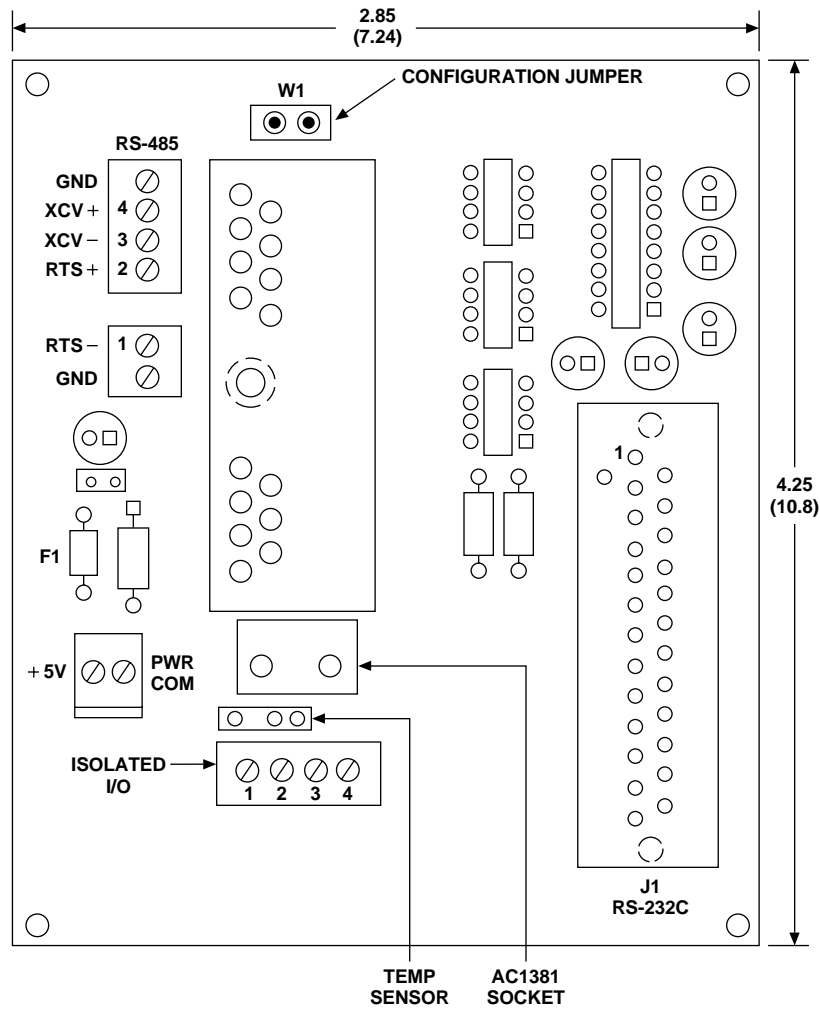 2.85
(7.24)
CONFIGURATION JUMPER
W1
RS-485
GND
XCV + 4
XCV – 3
RTS + 2
RTS – 1
GND
1
4.25
(10.8)
F1
+ 5V
PWR
COM
ISOLATED
I/O
1 2 3 4
J1
RS-232C
TEMP
SENSOR
AC1381
SOCKET